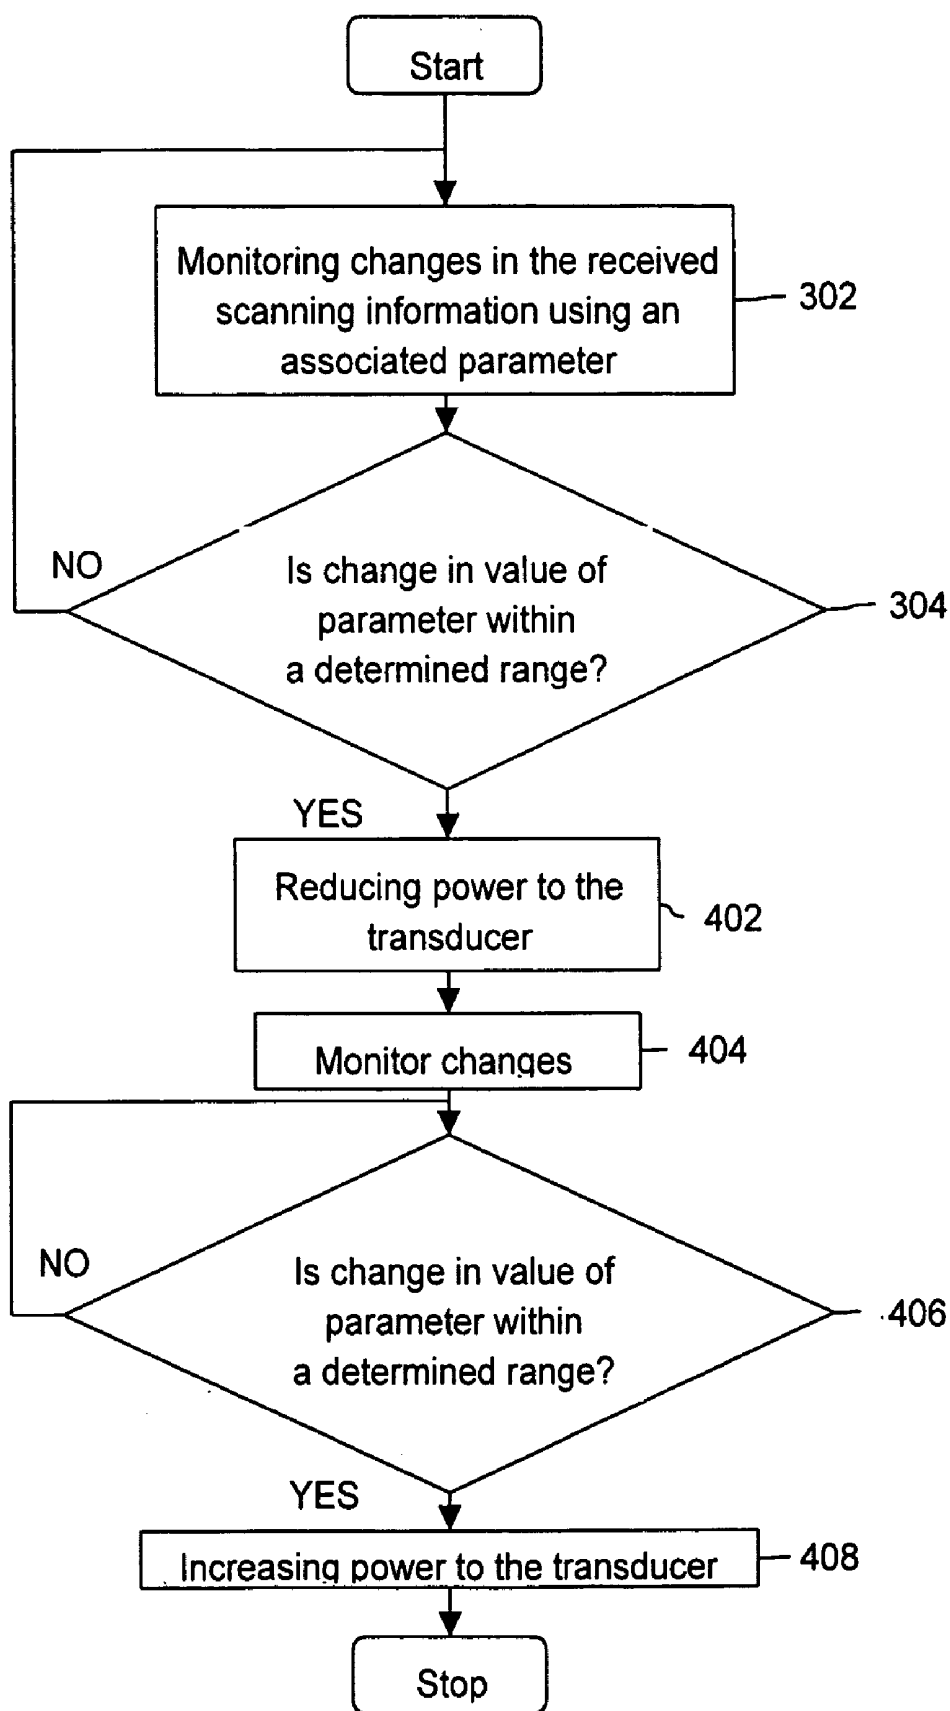 Start
Monitoring changes in the received
scanning information using an
associated parameter
302
NO
Is change in value of
parameter within
a determined range?
304
YES
Reducing power to the
transducer
402
Monitor changes
404
NO
Is change in value of
parameter within
a determined range?
406
YES
Increasing power to the transducer
408
Stop